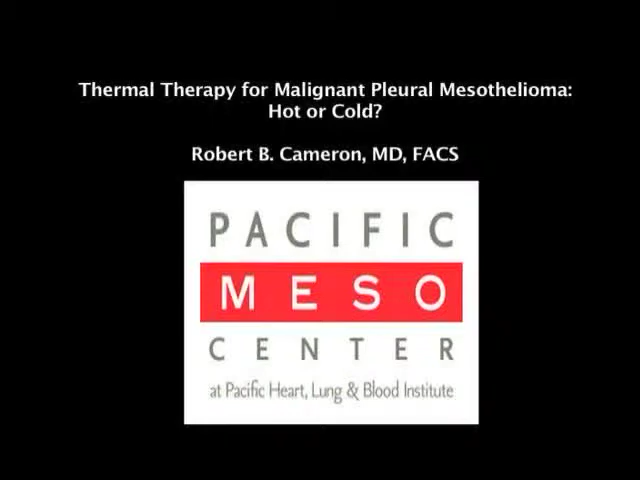 Thermal Therapy for Malignant Pleural Mesothelioma:
Hot or Cold?
Robert B. Cameron, MD, FACS
PACIFIC
MESO
CENTER
at Pacific Heart, Lung & Blood Institute